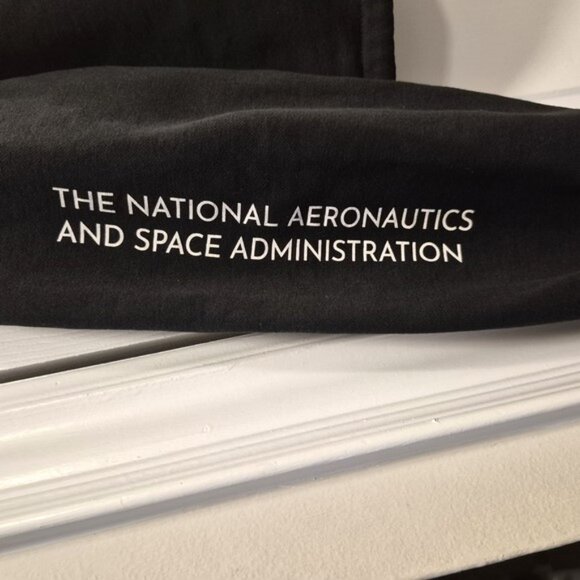 THE NATIONAL AERONAUTICS
AND SPACE ADMINISTRATION